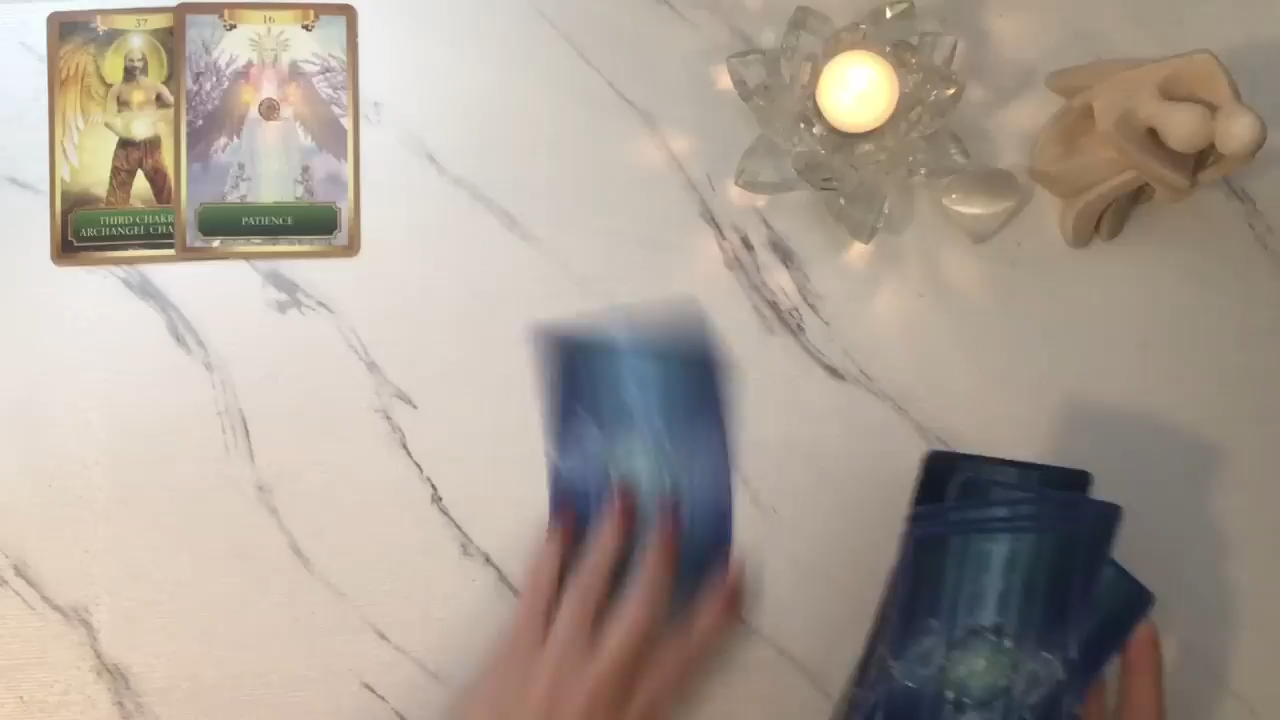 37
THIRD CHAKR
ARCHANGEL CHA
16
PATIENCE